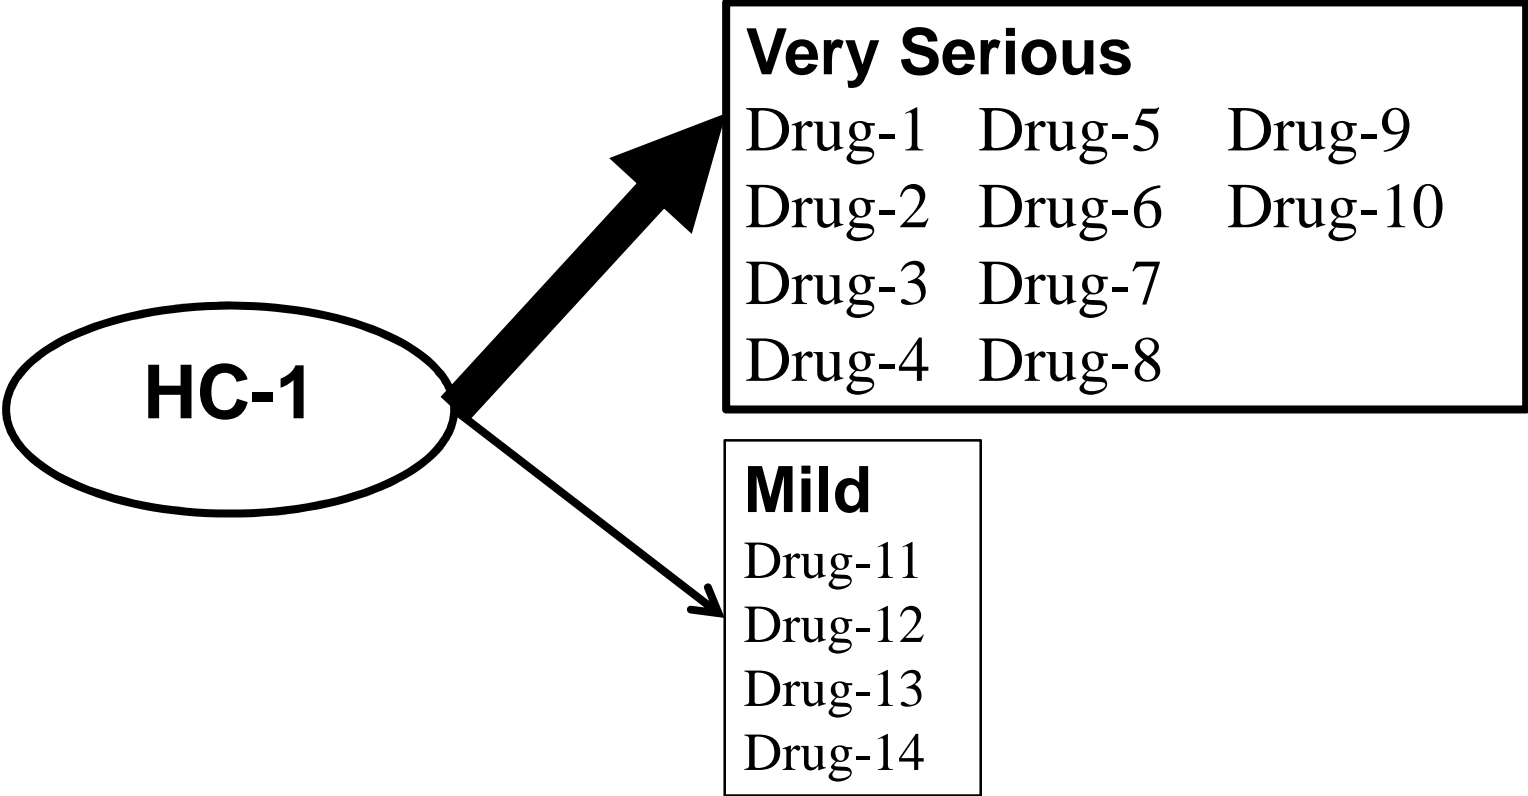 Very Serious
Drug-1 Drug-5 Drug-9
Drug-2 Drug-6 Drug-10
Drug-3 Drug-7
Drug-4 Drug-8
HC-1
Mild
Drug-11
Drug-12
Drug-13
Drug-14